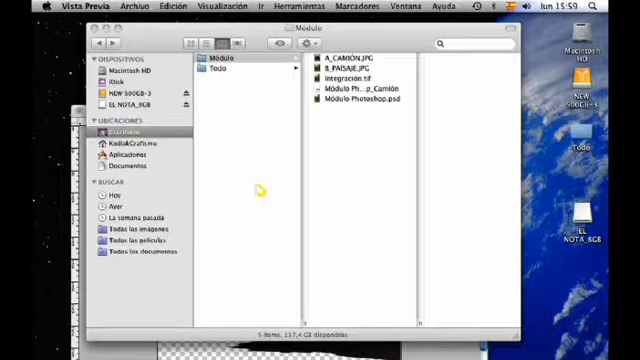 Vista Previa Archivo Edición Visualización Ir Herramientas Marcadores Ventana Ayuda lun 15:59
Módulo
DISPOSITIVOS
Macintosh HD
iDisk
NEW 500GB-3
EL NOTA_8GB
UBICACIONES
Escritorio
KodiakGrafismo
Aplicaciones
Documentos
BUSCAR
Hoy
Ayer
La semana pasada
Todas las imágenes
Todas las películas
Todos los documentos
Módulo
Todo
A_CAMIÓN.JPG
B_PAÍSAJE.JPG
Integración.tif
Módulo Ph...p_Camión
Módulo Photoshop.psd
5 items, 117,4 GB disponibles
Macintosh
HD
NEW
500GB-3
Todo
EL
NOTA_8GB